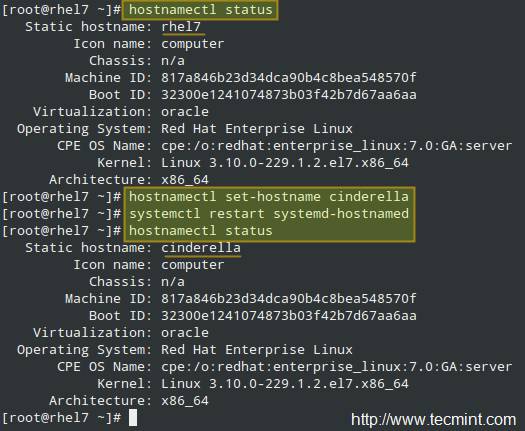 [root@rhel7 ~]# hostnamectl status
Static hostname: rhel7
Icon name: computer
Chassis: n/a
Machine ID: 817a846b23d34dca90b4c8bea548570f
Boot ID: 32300e1241074873b03f42b7d67aa6aa
Virtualization: oracle
Operating System: Red Hat Enterprise Linux
CPE OS Name: cpe:/o:redhat:enterprise_linux:7.0:GA:server
Kernel: Linux 3.10.0-229.1.2.el7.x86_64
Architecture: x86_64
[root@rhel7 ~]# hostnamectl set-hostname cinderella
[root@rhel7 ~]# systemctl restart systemd-hostnamed
[root@rhel7 ~]# hostnamectl status
Static hostname: cinderella
Icon name: computer
Chassis: n/a
Machine ID: 817a846b23d34dca90b4c8bea548570f
Boot ID: 32300e1241074873b03f42b7d67aa6aa
Virtualization: oracle
Operating System: Red Hat Enterprise Linux
CPE OS Name: cpe:/o:redhat:enterprise_linux:7.0:GA:server
Kernel: Linux 3.10.0-229.1.2.el7.x86_64
Architecture: x86_64
[root@rhel7 ~]#
http://www.tecmint.com